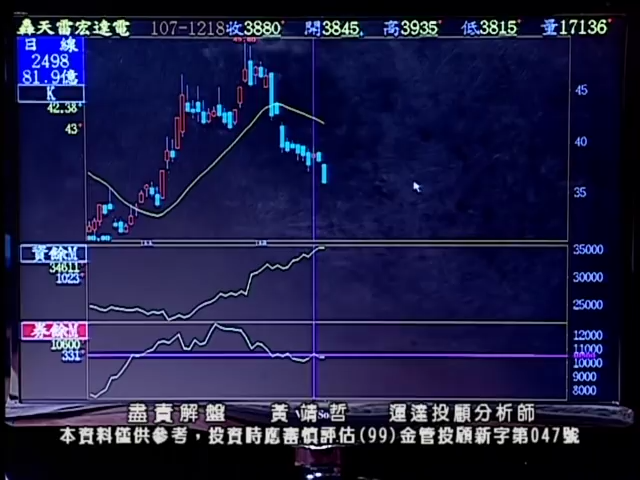 轟天雷宏達電 107-1218 收3880 開3845 高3935 低3815 量17136
日 線
2498
81.9億
K
42.38
43
45
40
35
11
12
資餘M
34611
1023
35000
30000
25000
券餘M
10600
331
12000
11000
10000
9000
8000
盡責解盤 黃靖哲 運達投顧分析師
本資料僅供參考，投資時應審慎評估(99)金管投顧新字第047號